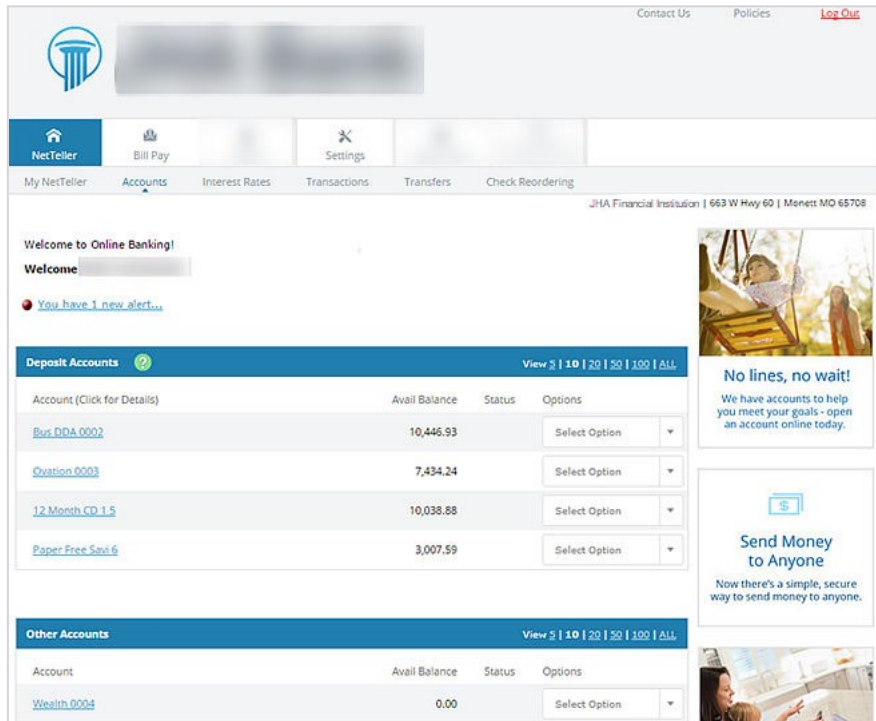 Contact Us Policies Log Out
NetTeller Bill Pay Settings
My NetTeller Accounts Interest Rates Transactions Transfers Check Reordering
JHA Financial Institution | 663 W Hwy 60 | Monett MO 65708
Welcome to Online Banking!
Welcome
You have 1 new alert...
Deposit Accounts ? View 5 | 10 | 20 | 50 | 100 | ALL
Account (Click for Details) Avail Balance Status Options
Bus DDA 0002 10,446.93 Select Option
Ovation 0003 7,434.24 Select Option
12 Month CD 1 5 10,038.88 Select Option
Paper Free Savi 6 3,007.59 Select Option
Other Accounts View 5 | 10 | 20 | 50 | 100 | ALL
Account Avail Balance Status Options
Wealth 0004 0.00 Select Option
No lines, no wait!
We have accounts to help
you meet your goals - open
an account online today.
$
Send Money
to Anyone
Now there's a simple, secure
way to send money to anyone.